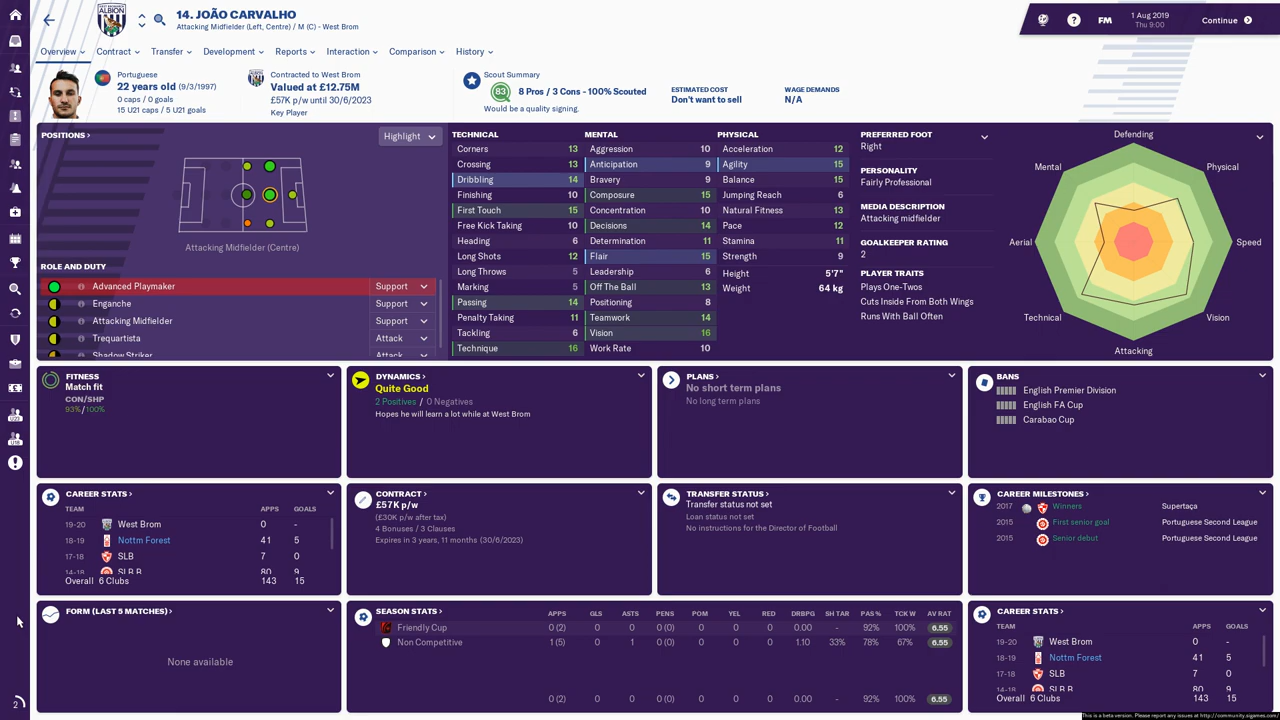 14. JOÃO CARVALHO
Attacking Midfielder (Left, Centre) / M (C) - West Brom
FM
1 Aug 2019
Thu 9:00
Continue
Overview
Contract
Transfer
Development
Reports
Interaction
Comparison
History
Portuguese
22 years old (9/3/1997)
0 caps / 0 goals
15 U21 caps / 5 U21 goals
Contracted to West Brom
Valued at £12.75M
£57K p/w until 30/6/2023
Key Player
Scout Summary
83
8 Pros / 3 Cons - 100% Scouted
Would be a quality signing.
ESTIMATED COST
Don't want to sell
WAGE DEMANDS
N/A
POSITIONS >
Highlight
Attacking Midfielder (Centre)
ROLE AND DUTY
Advanced Playmaker Support
Enganche Support
Attacking Midfielder Support
Trequartista Attack
Shadow Striker Attack
TECHNICAL
Corners 13
Crossing 13
Dribbling 14
Finishing 10
First Touch 15
Free Kick Taking 10
Heading 6
Long Shots 12
Long Throws 5
Marking 5
Passing 14
Penalty Taking 11
Tackling 6
Technique 16
MENTAL
Aggression 10
Anticipation 9
Bravery 9
Composure 15
Concentration 10
Decisions 14
Determination 11
Flair 15
Leadership 6
Off The Ball 13
Positioning 8
Teamwork 14
Vision 16
Work Rate 10
PHYSICAL
Acceleration 12
Agility 15
Balance 15
Jumping Reach 6
Natural Fitness 13
Pace 12
Stamina 11
Strength 9
Height 5'7"
Weight 64 kg
PREFERRED FOOT
Right
PERSONALITY
Fairly Professional
MEDIA DESCRIPTION
Attacking midfielder
GOALKEEPER RATING
2
PLAYER TRAITS
Plays One-Twos
Cuts Inside From Both Wings
Runs With Ball Often
Defending
Physical
Speed
Vision
Attacking
Technical
Aerial
Mental
FITNESS
Match fit
CON/SHP
93%/100%
DYNAMICS >
Quite Good
2 Positives / 0 Negatives
Hopes he will learn a lot while at West Brom
PLANS >
No short term plans
No long term plans
BANS
English Premier Division
English FA Cup
Carabao Cup
CAREER STATS >
TEAM APPS GOALS
19-20 West Brom 0 -
18-19 Nottm Forest 41 5
17-18 SLB 7 0
14-18 SLB B 80 9
Overall 6 Clubs 143 15
CONTRACT >
£57K p/w
(£30K p/w after tax)
4 Bonuses / 3 Clauses
Expires in 3 years, 11 months (30/6/2023)
TRANSFER STATUS >
Transfer status not set
Loan status not set
No instructions for the Director of Football
CAREER MILESTONES >
2017 Winners Supertaça
2015 First senior goal Portuguese Second League
2015 Senior debut Portuguese Second League
FORM (LAST 5 MATCHES) >
None available
SEASON STATS >
APPS GLS ASTS PENS POM YEL RED DRBPG SH TAR PAS % TCK W AV RAT
Friendly Cup 0 (2) 0 0 0 (0) 0 0 0 0.00 - 92% 100% 6.55
Non Competitive 1 (5) 0 1 0 (0) 0 0 0 1.10 33% 78% 67% 6.55
0 (2) 0 0 0 (0) 0 0 0 0.00 - 92% 100% 6.55
CAREER STATS >
TEAM APPS GOALS
19-20 West Brom 0 -
18-19 Nottm Forest 41 5
17-18 SLB 7 0
14-18 SLB B 80 9
Overall 6 Clubs 143 15
U23
U18
2
This is a beta version. Please report any issues at http://community.sigames.com/